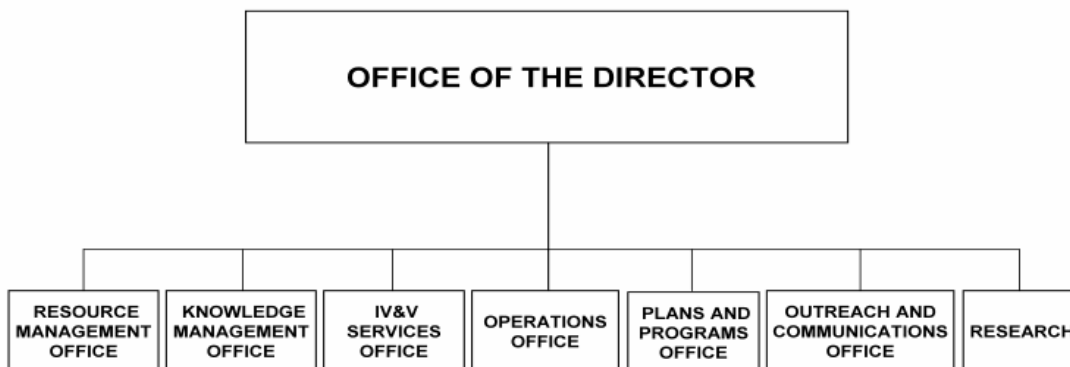 OFFICE OF THE DIRECTOR
RESOURCE
MANAGEMENT
OFFICE
KNOWLEDGE
MANAGEMENT
OFFICE
IV&V
SERVICES
OFFICE
OPERATIONS
OFFICE
PLANS AND
PROGRAMS
OFFICE
OUTREACH AND
COMMUNICATIONS
OFFICE
RESEARCH